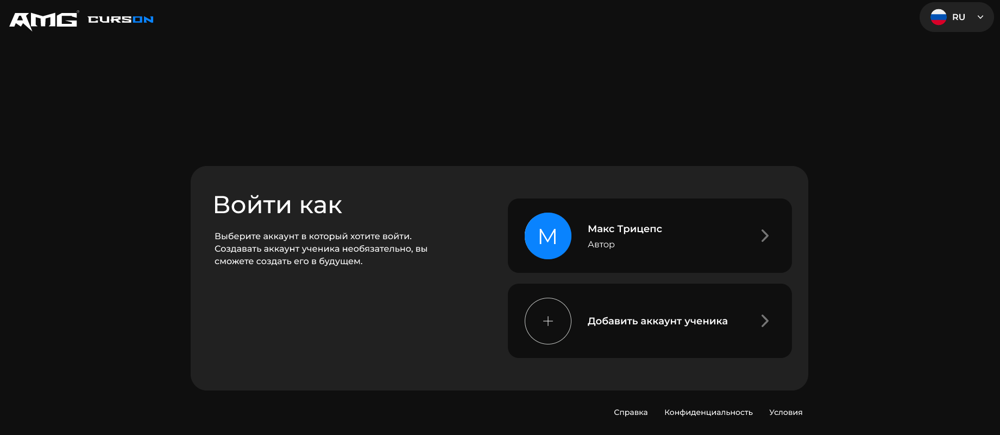 AMG CURSON
RU
Войти как
Выберите аккаунт в который хотите войти.
Создавать аккаунт ученика необязательно, вы
сможете создать его в будущем.
М
Макс Трицепс
Автор
Добавить аккаунт ученика
Справка Конфиденциальность Условия